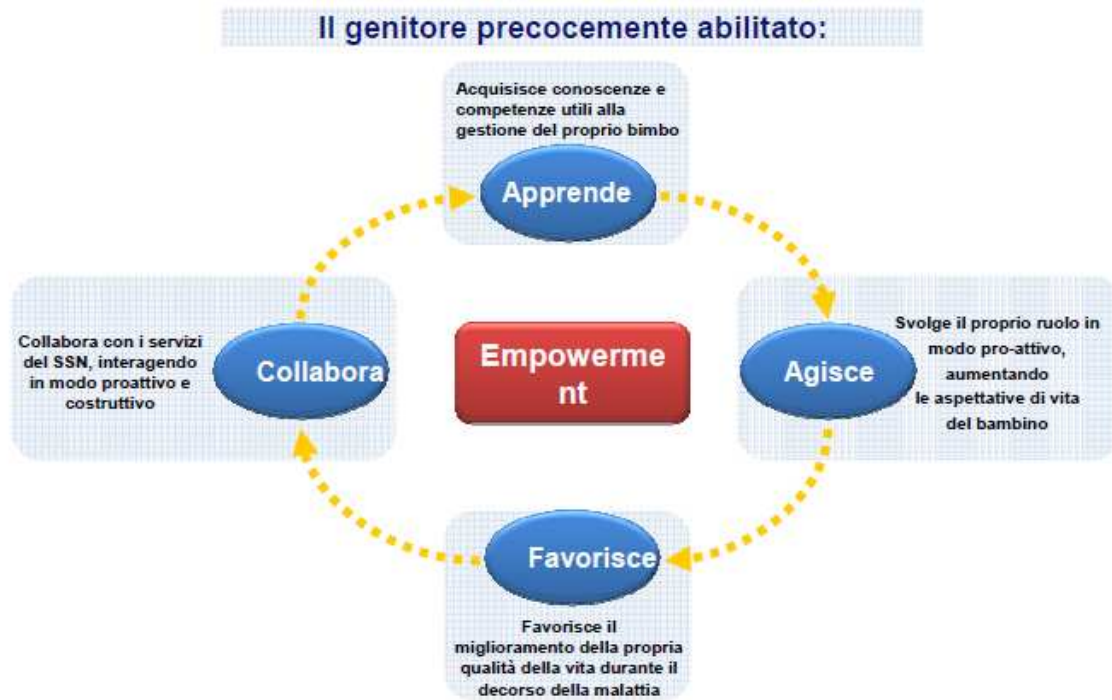 Il genitore precocemente abilitato:
Acquisisce conoscenze e
competenze utili alla
gestione del proprio bimbo
Apprende
Collabora con i servizi
del SSN, interagendo
in modo proattivo e
costruttivo
Collabora
Empowerme
nt
Agisce
Svolge il proprio ruolo in
modo pro-attivo,
aumentando
le aspettative di vita
del bambino
Favorisce
Favorisce il
miglioramento della propria
qualità della vita durante il
decorso della malattia